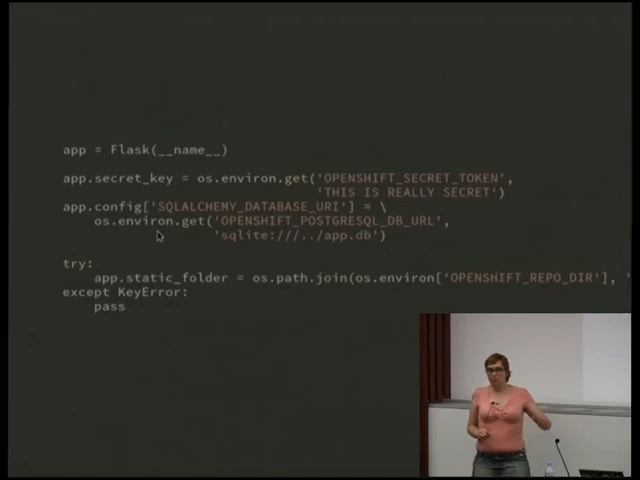 app = Flask(__name__)
app.secret_key = os.environ.get('OPENSHIFT_SECRET_TOKEN',
'THIS IS REALLY SECRET')
app.config['SQLALCHEMY_DATABASE_URI'] = \
os.environ.get('OPENSHIFT_POSTGRESQL_DB_URL',
'sqlite:///../app.db')
try:
app.static_folder = os.path.join(os.environ['OPENSHIFT_REPO_DIR'], '
except KeyError:
pass